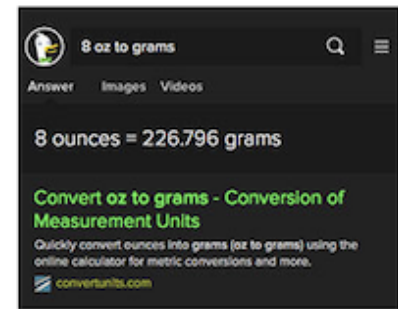 8 oz to grams
Answer Images Videos
8 ounces = 226.796 grams
Convert oz to grams - Conversion of
Measurement Units
Quickly convert ounces into grams (oz to grams) using the
online calculator for metric conversions and more.
convertunits.com